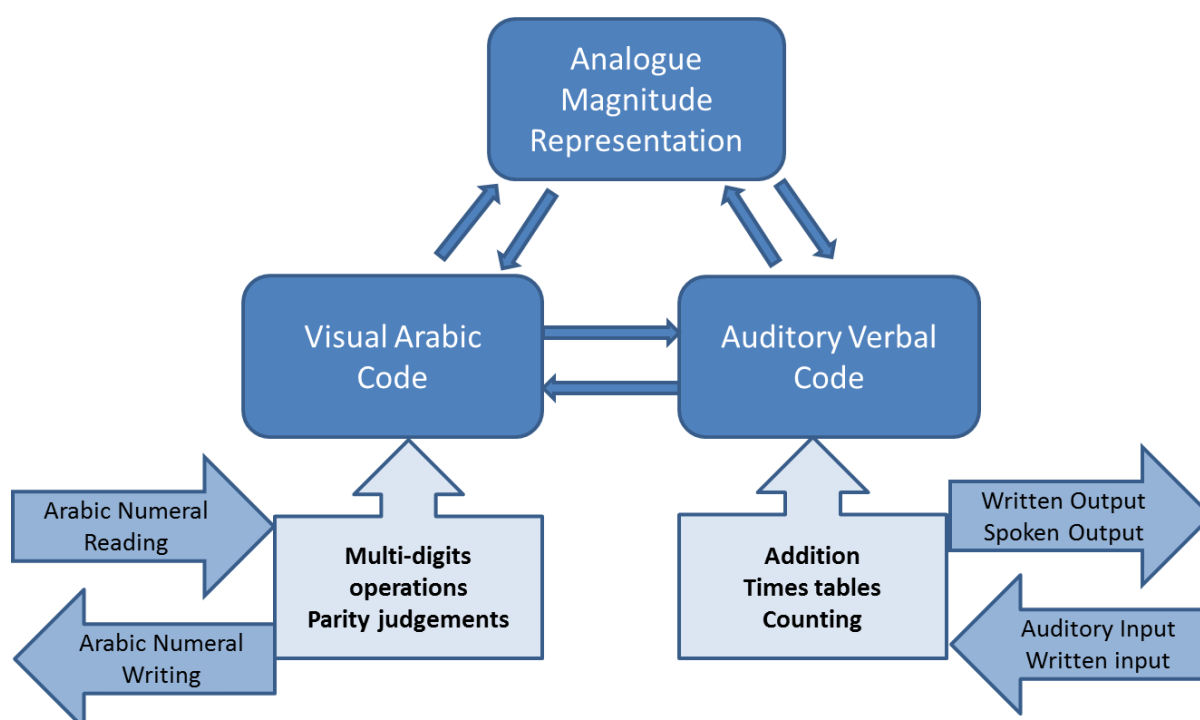 Analogue
Magnitude
Representation
Visual Arabic
Code
Auditory Verbal
Code
Arabic Numeral
Reading
Multi-digits
operations
Parity judgements
Arabic Numeral
Writing
Addition
Times tables
Counting
Written Output
Spoken Output
Auditory Input
Written input